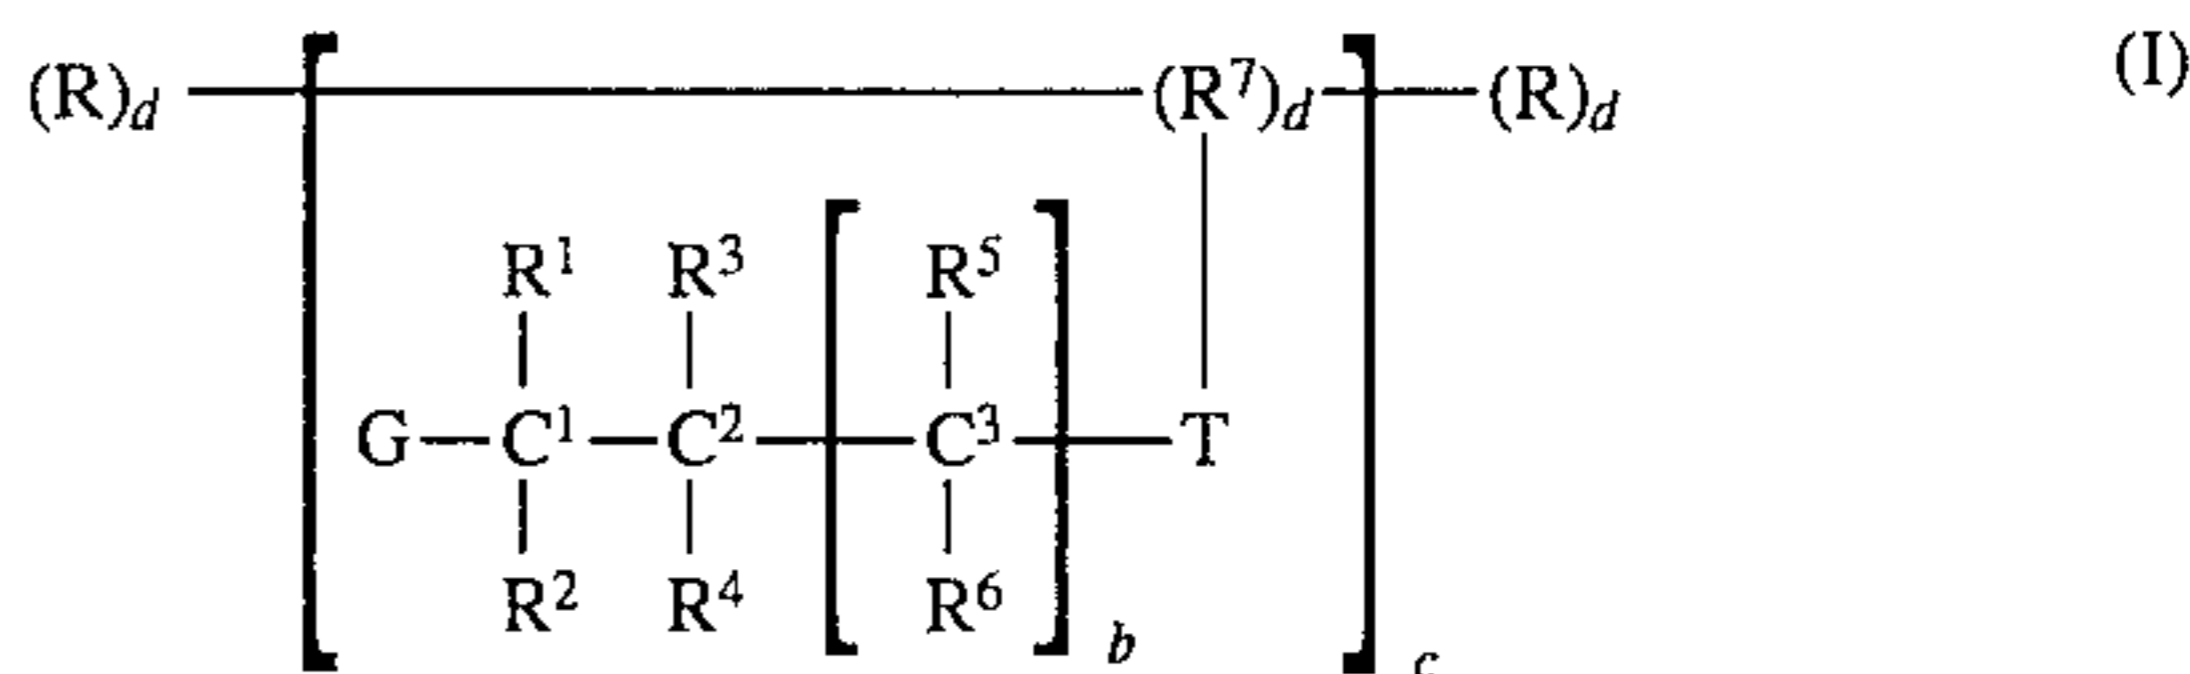 (R)d (R⁷)d (R)d (I)
R¹ R³ R⁵
G C¹ C² C³ T
R² R⁴ R⁶
b c